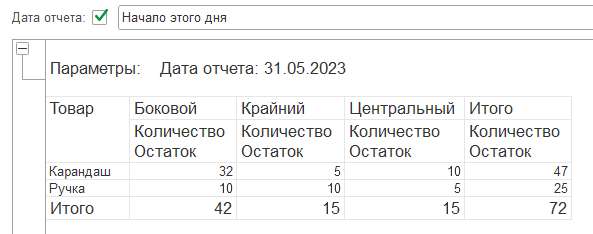 Дата отчета: Начало этого дня
Параметры: Дата отчета: 31.05.2023
Товар Боковой Крайний Центральный Итого
Количество Количество Количество Количество
Остаток Остаток Остаток Остаток
Карандаш 32 5 10 47
Ручка 10 10 5 25
Итого 42 15 15 72